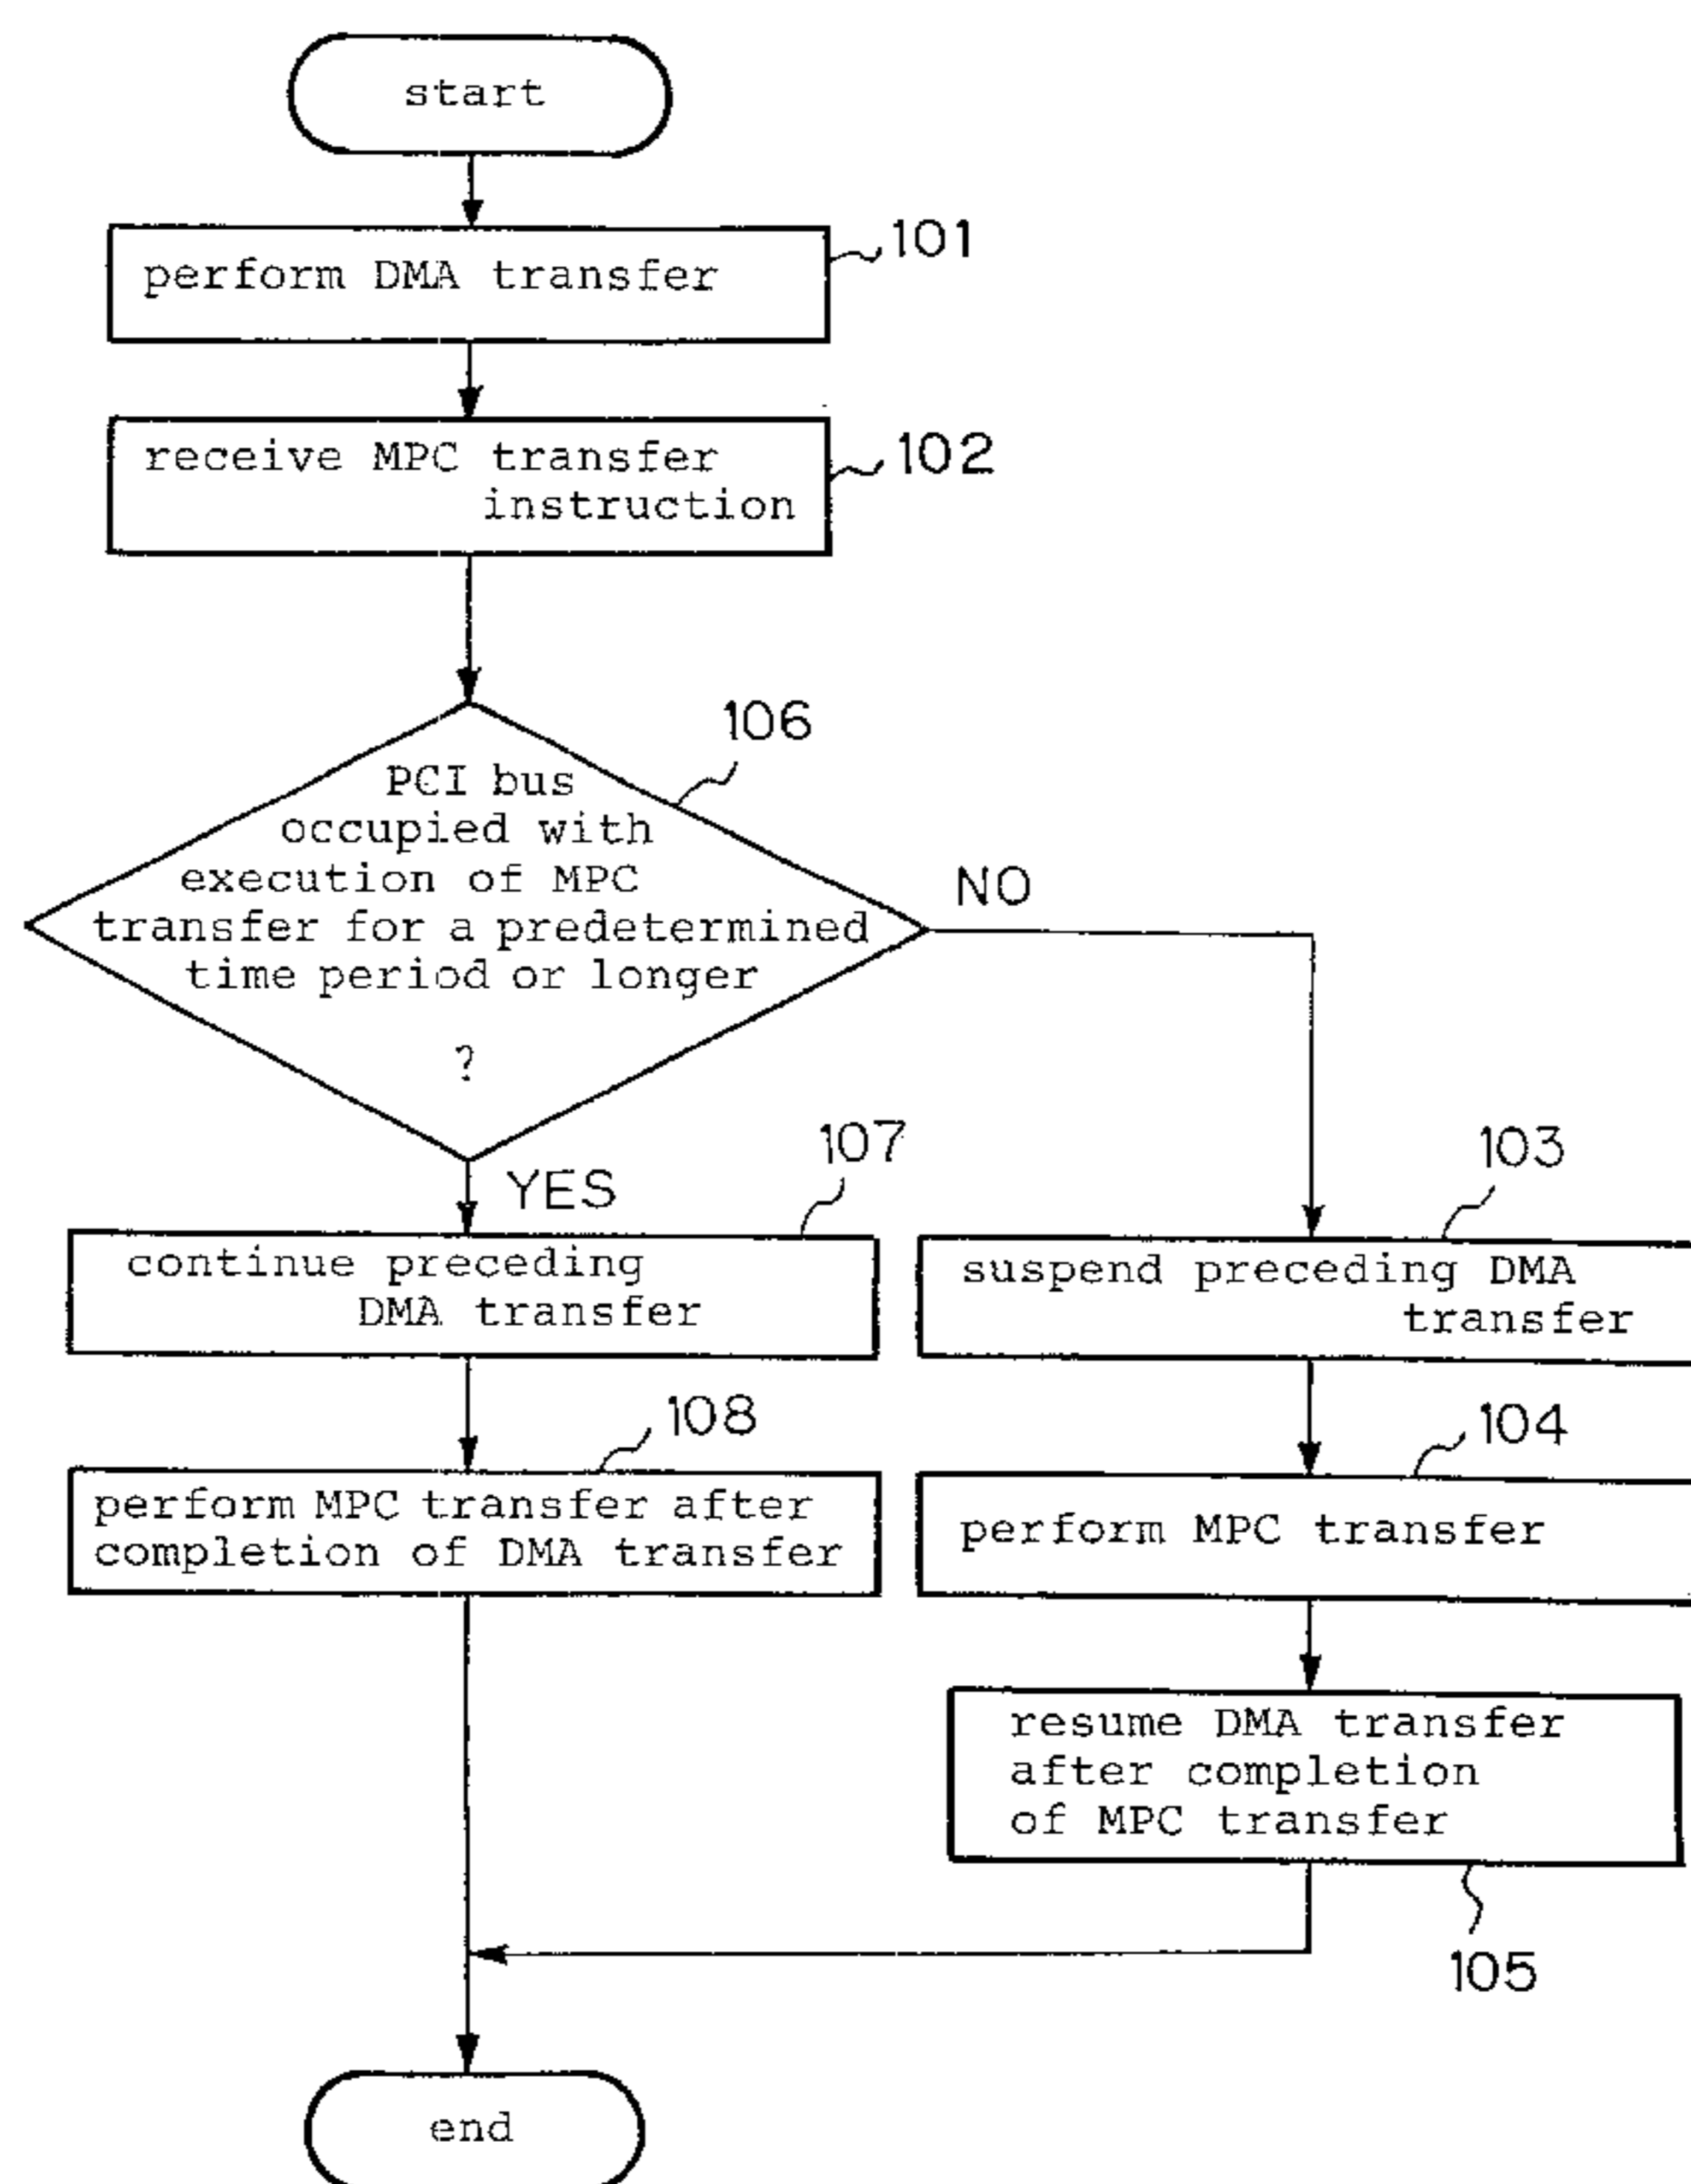 start
perform DMA transfer
101
receive MPC transfer
instruction
102
106
PCI bus
occupied with
execution of MPC
transfer for a predetermined
time period or longer
?
NO
YES
107
continue preceding
DMA transfer
103
suspend preceding DMA
transfer
108
perform MPC transfer after
completion of DMA transfer
104
perform MPC transfer
resume DMA transfer
after completion
of MPC transfer
105
end